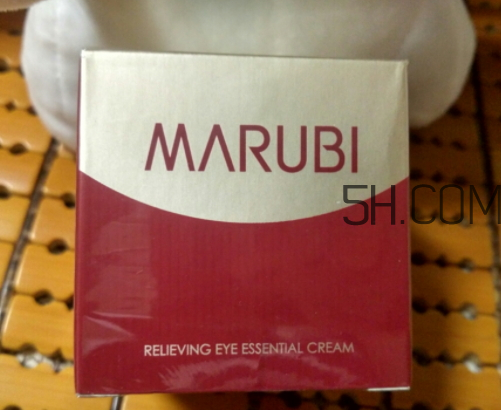 MARUBI
5H.COM
RELIEVING EYE ESSENTIAL CREAM